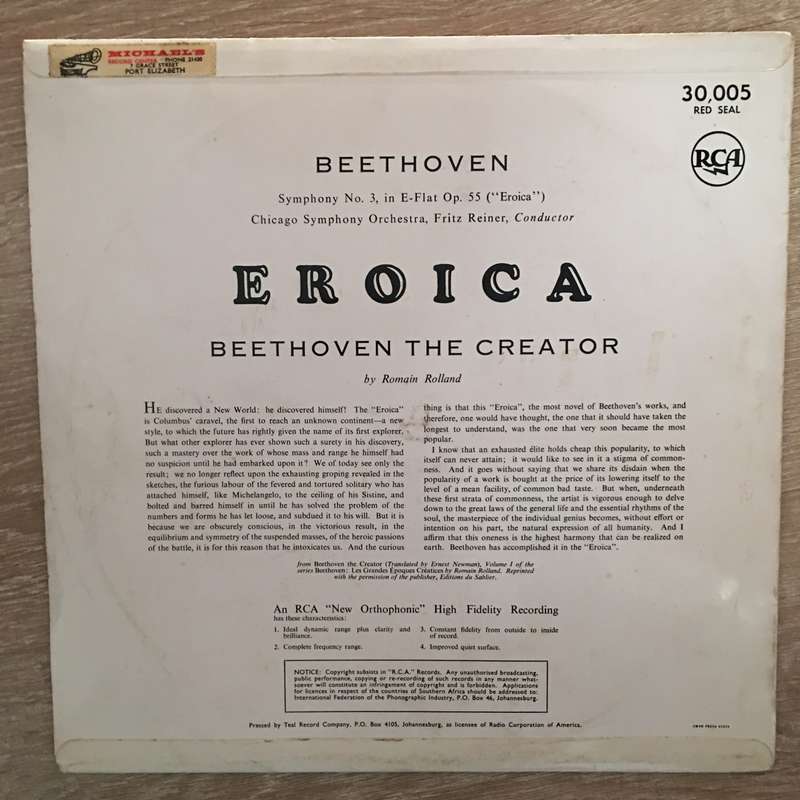 MICHAEL'S
RECORD CENTRE · PHONE 21430
7 GRACE STREET
PORT ELIZABETH
30,005
RED SEAL
RCA
BEETHOVEN
Symphony No. 3, in E-Flat Op. 55 (“Eroica”)
Chicago Symphony Orchestra, Fritz Reiner, Conductor
EROICA
BEETHOVEN THE CREATOR
by Romain Rolland
HE discovered a New World: he discovered himself! The “Eroica”
is Columbus' caravel, the first to reach an unknown continent—a new
style, to which the future has rightly given the name of its first explorer.
But what other explorer has ever shown such a surety in his discovery,
such a mastery over the work of whose mass and range he himself had
no suspicion until he had embarked upon it? We of today see only the
result; we no longer reflect upon the exhausting groping revealed in the
sketches, the furious labour of the fevered and tortured solitary who has
attached himself, like Michelangelo, to the ceiling of his Sistine, and
bolted and barred himself in until he has solved the problem of the
numbers and forms he has let loose, and subdued it to his will. But it is
because we are obscurely conscious, in the victorious result, in the
equilibrium and symmetry of the suspended masses, of the heroic passions
of the battle, it is for this reason that he intoxicates us. And the curious
thing is that this “Eroica”, the most novel of Beethoven's works, and
therefore, one would have thought, the one that it should have taken the
longest to understand, was the one that very soon became the most
popular.
I know that an exhausted élite holds cheap this popularity, to which
itself can never attain; it would like to see in it a stigma of common-
ness. And it goes without saying that we share its disdain when the
popularity of a work is bought at the price of its lowering itself to the
level of a mean facility, of common bad taste. But when, underneath
these first strata of commonness, the artist is vigorous enough to delve
down to the great laws of the general life and the essential rhythms of the
soul, the masterpiece of the individual genius becomes, without effort or
intention on his part, the natural expression of all humanity. And I
affirm that this oneness is the highest harmony that can be realized on
earth. Beethoven has accomplished it in the “Eroica”.
from Beethoven the Creator (Translated by Ernest Newman), Volume I of the
series Beethoven: Les Grandes Epoques Créatices by Romain Rolland. Reprinted
with the permission of the publisher, Editions du Sablier.
An RCA “New Orthophonic” High Fidelity Recording
has these characteristics:
1. Ideal dynamic range plus clarity and
brilliance.
2. Complete frequency range.
3. Constant fidelity from outside to inside
of record.
4. Improved quiet surface.
NOTICE: Copyright subsists in “R.C.A.” Records. Any unauthorised broadcasting,
public performance, copying or re-recording of such records in any manner what-
soever will constitute an infringement of copyright and is forbidden. Applications
for licences in respect of the countries of Southern Africa should be addressed to:
International Federation of the Phonographic Industry, P.O. Box 46, Johannesburg.
Pressed by Teal Record Company, P.O. Box 4105, Johannesburg, as licensee of Radio Corporation of America.